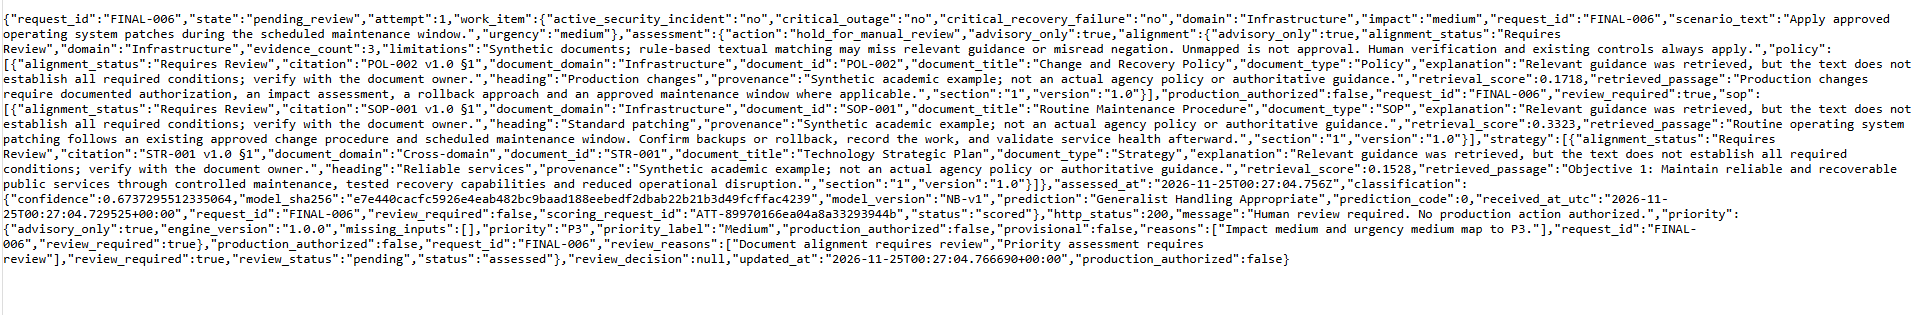 {"request_id":"FINAL-006","state":"pending_review","attempt":1,"work_item":{"active_security_incident":"no","critical_outage":"no","critical_recovery_failure":"no","domain":"Infrastructure","impact":"medium","request_id":"FINAL-006","scenario_text":"Apply approved
operating system patches during the scheduled maintenance window.","urgency":"medium"},"assessment":{"action":"hold_for_manual_review","advisory_only":true,"alignment":{"advisory_only":true,"alignment_status":"Requires
Review","domain":"Infrastructure","evidence_count":3,"limitations":"Synthetic documents; rule-based textual matching may miss relevant guidance or misread negation. Unmapped is not approval. Human verification and existing controls always apply.","policy":
[{"alignment_status":"Requires Review","citation":"POL-002 v1.0 §1","document_domain":"Infrastructure","document_id":"POL-002","document_title":"Change and Recovery Policy","document_type":"Policy","explanation":"Relevant guidance was retrieved, but the text does not
establish all required conditions; verify with the document owner.","heading":"Production changes","provenance":"Synthetic academic example; not an actual agency policy or authoritative guidance.","retrieval_score":0.1718,"retrieved_passage":"Production changes
require documented authorization, an impact assessment, a rollback approach and an approved maintenance window where applicable.","section":"1","version":"1.0"}],"production_authorized":false,"request_id":"FINAL-006","review_required":true,"sop":
[{"alignment_status":"Requires Review","citation":"SOP-001 v1.0 §1","document_domain":"Infrastructure","document_id":"SOP-001","document_title":"Routine Maintenance Procedure","document_type":"SOP","explanation":"Relevant guidance was retrieved, but the text does not
establish all required conditions; verify with the document owner.","heading":"Standard patching","provenance":"Synthetic academic example; not an actual agency policy or authoritative guidance.","retrieval_score":0.3323,"retrieved_passage":"Routine operating system
patching follows an existing approved change procedure and scheduled maintenance window. Confirm backups or rollback, record the work, and validate service health afterward.","section":"1","version":"1.0"}],"strategy":[{"alignment_status":"Requires
Review","citation":"STR-001 v1.0 §1","document_domain":"Cross-domain","document_id":"STR-001","document_title":"Technology Strategic Plan","document_type":"Strategy","explanation":"Relevant guidance was retrieved, but the text does not establish all required
conditions; verify with the document owner.","heading":"Reliable services","provenance":"Synthetic academic example; not an actual agency policy or authoritative guidance.","retrieval_score":0.1528,"retrieved_passage":"Objective 1: Maintain reliable and recoverable
public services through controlled maintenance, tested recovery capabilities and reduced operational disruption.","section":"1","version":"1.0"}]},"assessed_at":"2026-11-25T00:27:04.756Z","classification":
{"confidence":0.6737295512335064,"model_sha256":"e7e440cacfc5926e4eab482bc9baad188eebedf2dbab22b21b3d49fcffac4239","model_version":"NB-v1","prediction":"Generalist Handling Appropriate","prediction_code":0,"received_at_utc":"2026-11-
25T00:27:04.729525+00:00","request_id":"FINAL-006","review_required":false,"scoring_request_id":"ATT-89970166ea04a8a33293944b","status":"scored"},"http_status":200,"message":"Human review required. No production action authorized.","priority":
{"advisory_only":true,"engine_version":"1.0.0","missing_inputs":[],"priority":"P3","priority_label":"Medium","production_authorized":false,"provisional":false,"reasons":["Impact medium and urgency medium map to P3."],"request_id":"FINAL-
006","review_required":true},"production_authorized":false,"request_id":"FINAL-006","review_reasons":["Document alignment requires review","Priority assessment requires
review"],"review_required":true,"review_status":"pending","status":"assessed"},"review_decision":null,"updated_at":"2026-11-25T00:27:04.766690+00:00","production_authorized":false}